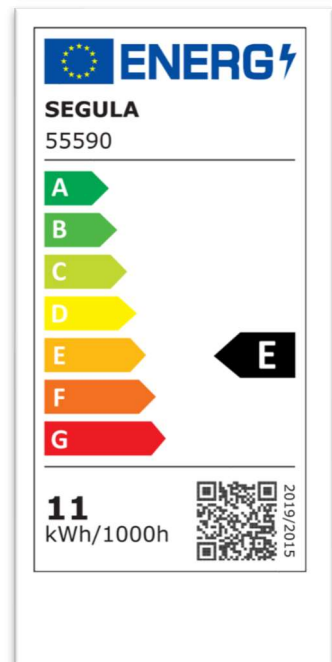 ENERG
SEGULA
55590
A
B
C
D
E
E
F
G
11
kWh/1000h
2019/2015